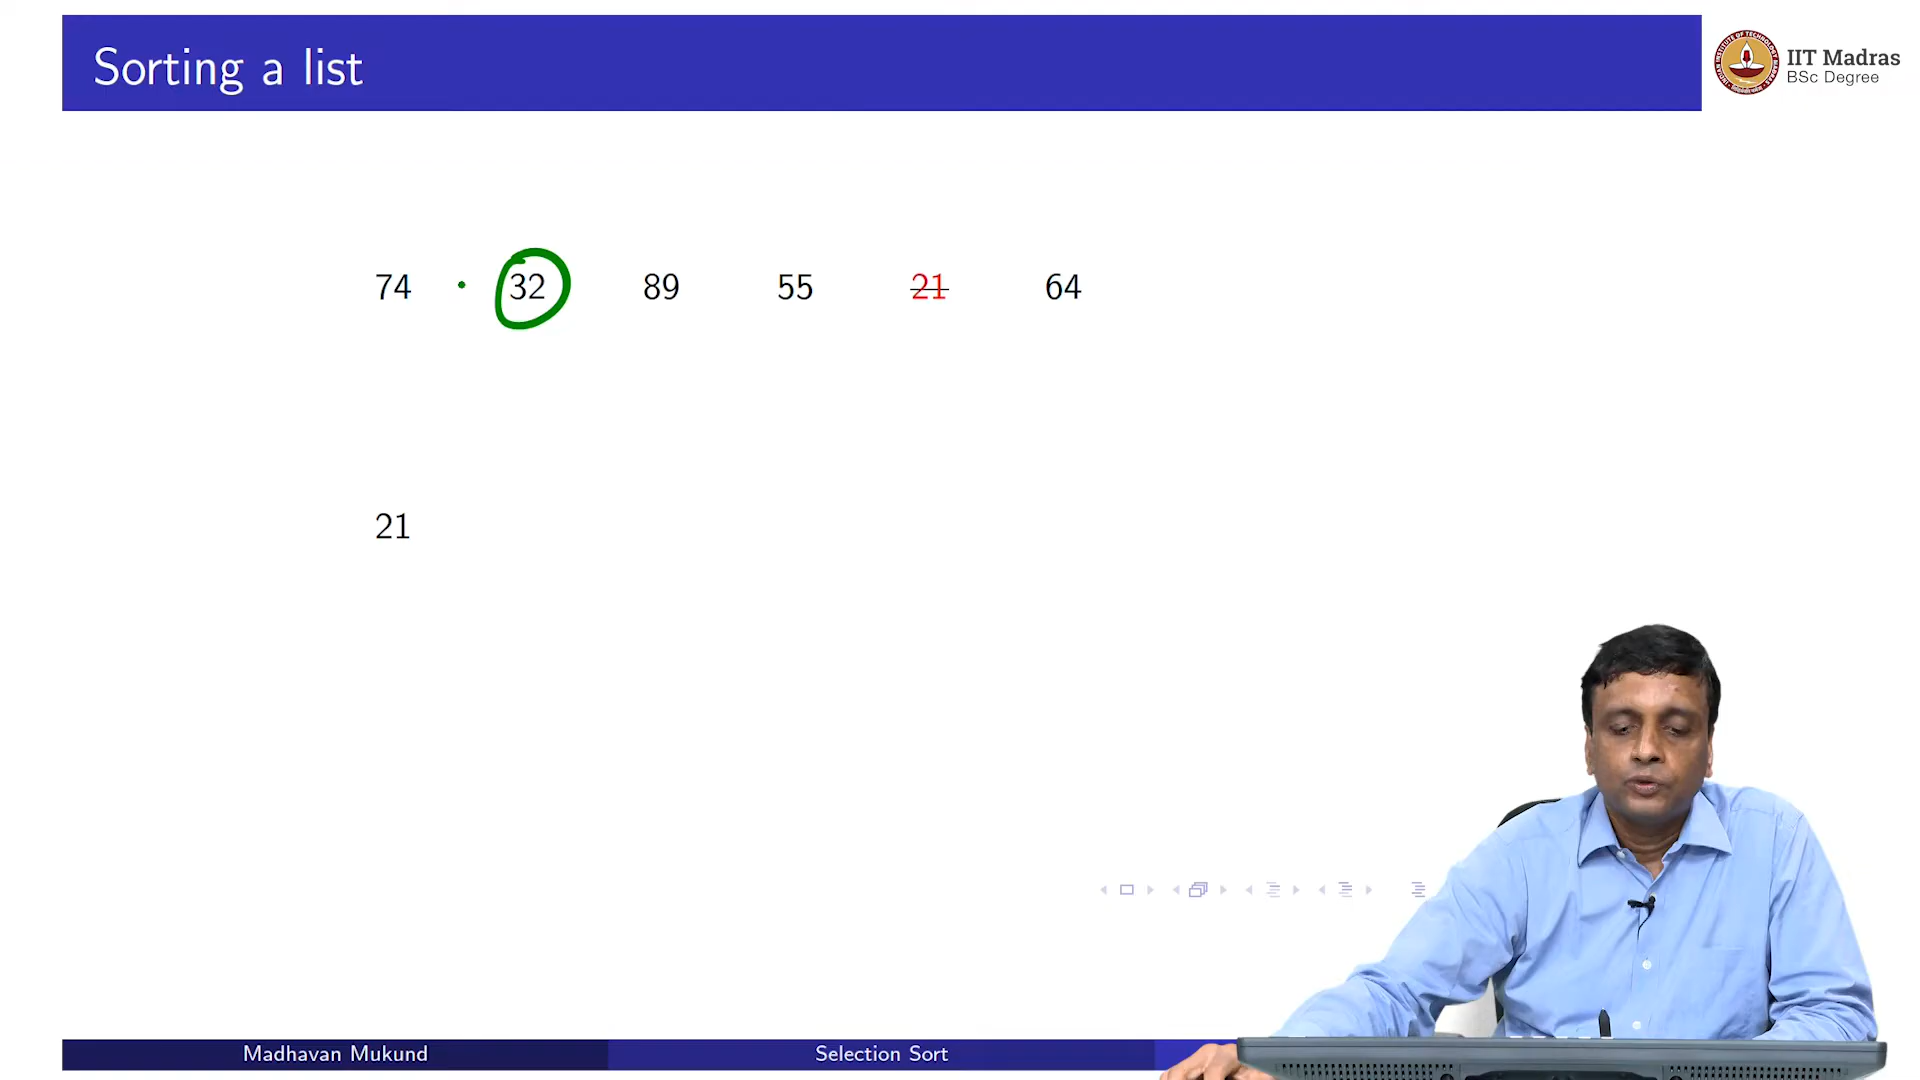 Sorting a list
IIT Madras
BSc Degree
74 32 89 55 21 64
21
Madhavan Mukund
Selection Sort